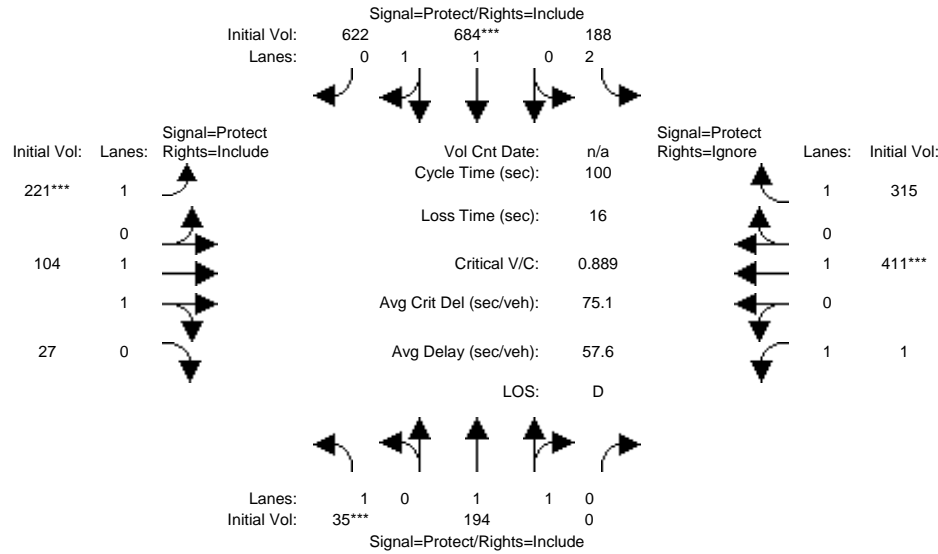 Signal=Protect/Rights=Include
Initial Vol: 622 684*** 188
Lanes: 0 1 1 0 2
Signal=Protect
Initial Vol: Lanes: Rights=Include
Vol Cnt Date: n/a
Cycle Time (sec): 100
Signal=Protect
Rights=Ignore Lanes: Initial Vol:
221*** 1
Loss Time (sec): 16
1 315
0
0
104 1
Critical V/C: 0.889
1 411***
1
Avg Crit Del (sec/veh): 75.1
0
27 0
Avg Delay (sec/veh): 57.6
1 1
LOS: D
Lanes: 1 0 1 1 0
Initial Vol: 35*** 194 0
Signal=Protect/Rights=Include